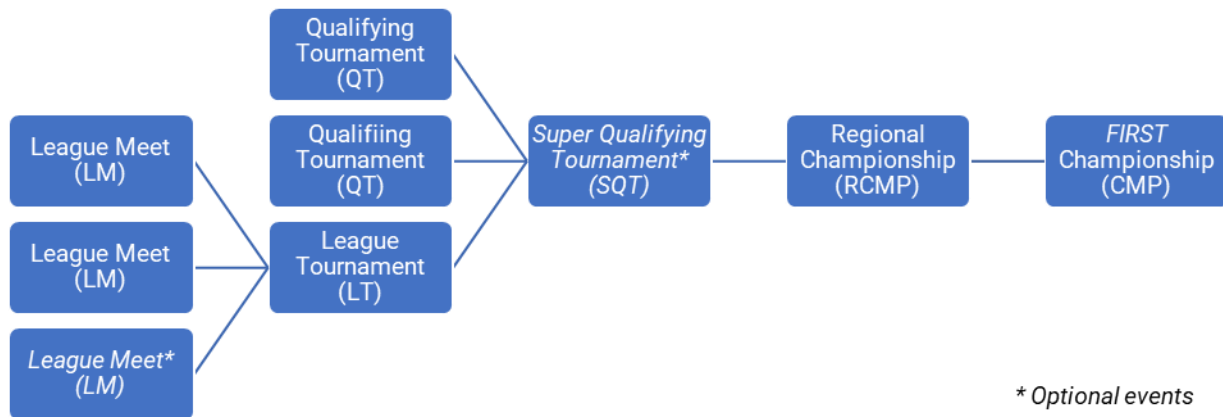 Qualifying
Tournament
(QT)
League Meet
(LM)
Qualifiing
Tournament
(QT)
Super Qualifying
Tournament*
(SQT)
Regional
Championship
(RCMP)
FIRST
Championship
(CMP)
League Meet
(LM)
League
Tournament
(LT)
League Meet*
(LM)
* Optional events